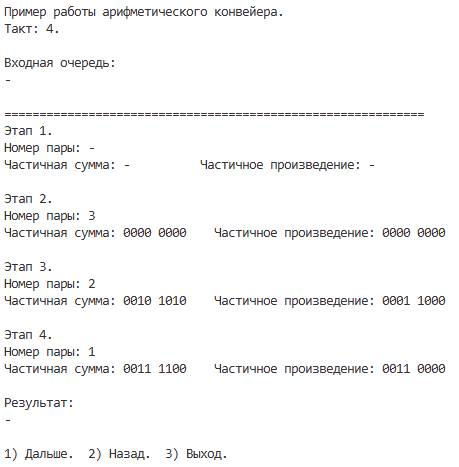 Пример работы арифметического конвейера.
Такт: 4.
Входная очередь:
-
============================================================
Этап 1.
Номер пары: -
Частичная сумма: -          Частичное произведение: -
Этап 2.
Номер пары: 3
Частичная сумма: 0000 0000    Частичное произведение: 0000 0000
Этап 3.
Номер пары: 2
Частичная сумма: 0010 1010    Частичное произведение: 0001 1000
Этап 4.
Номер пары: 1
Частичная сумма: 0011 1100    Частичное произведение: 0011 0000
Результат:
-
1) Дальше.  2) Назад.  3) Выход.